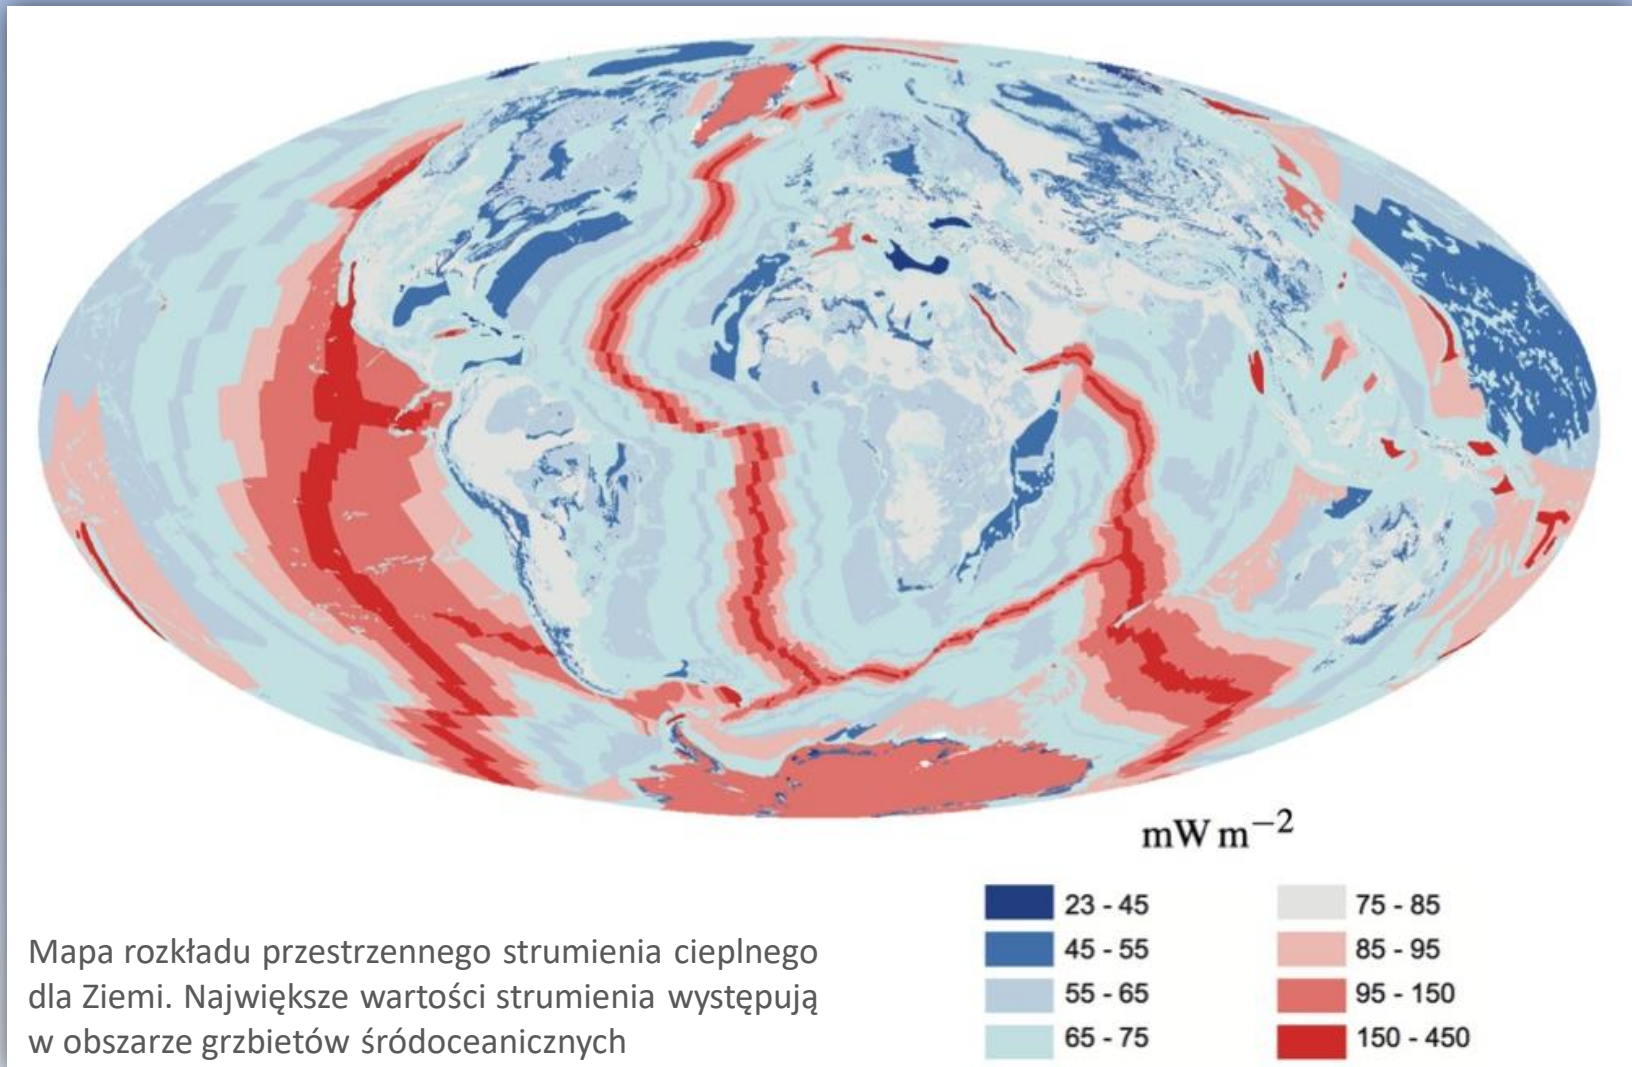 mW m−2
23 - 45
45 - 55
55 - 65
65 - 75
75 - 85
85 - 95
95 - 150
150 - 450
Mapa rozkładu przestrzennego strumienia cieplnego
dla Ziemi. Największe wartości strumienia występują
w obszarze grzbietów śródoceanicznych